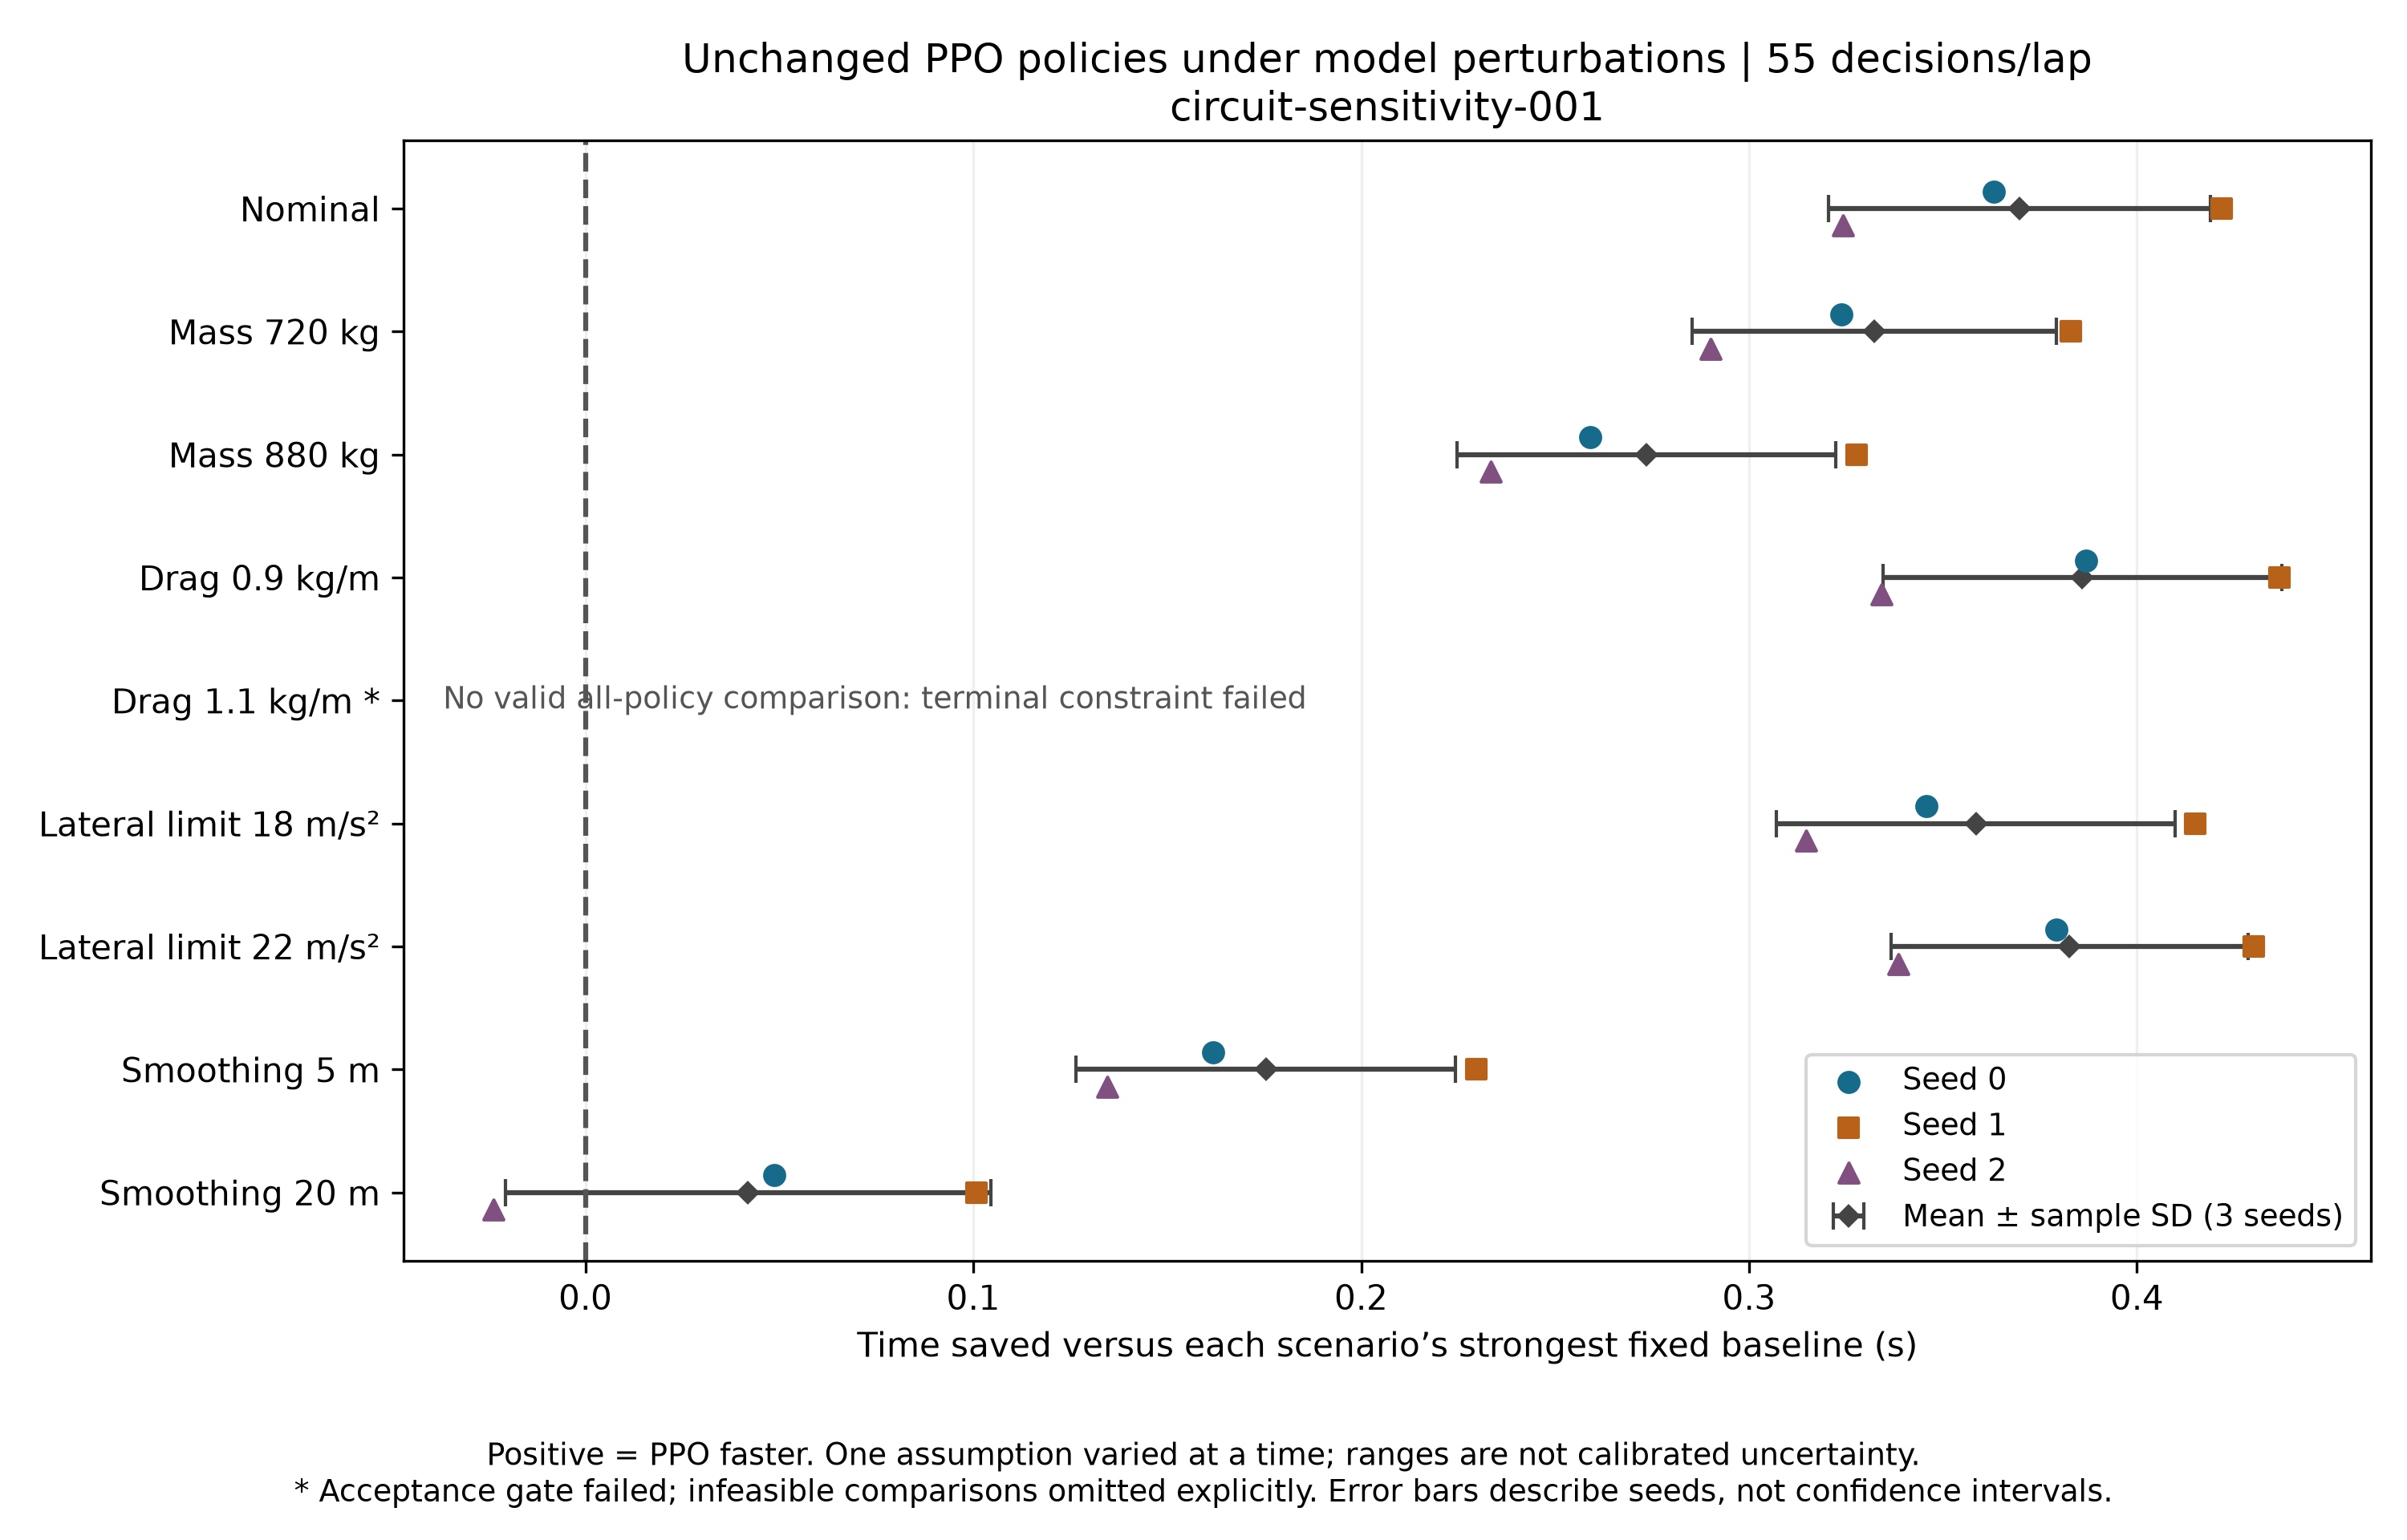 Unchanged PPO policies under model perturbations | 55 decisions/lap
circuit-sensitivity-001
Nominal
Mass 720 kg
Mass 880 kg
Drag 0.9 kg/m
Drag 1.1 kg/m *
No valid all-policy comparison: terminal constraint failed
Lateral limit 18 m/s²
Lateral limit 22 m/s²
Smoothing 5 m
Smoothing 20 m
Seed 0
Seed 1
Seed 2
Mean ± sample SD (3 seeds)
0.0 0.1 0.2 0.3 0.4
Time saved versus each scenario’s strongest fixed baseline (s)
Positive = PPO faster. One assumption varied at a time; ranges are not calibrated uncertainty.
* Acceptance gate failed; infeasible comparisons omitted explicitly. Error bars describe seeds, not confidence intervals.